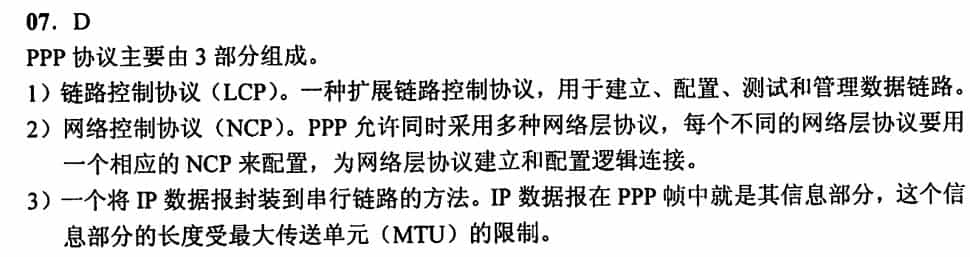 07. D
PPP 协议主要由 3 部分组成。
1）链路控制协议（LCP）。一种扩展链路控制协议，用于建立、配置、测试和管理数据链路。
2）网络控制协议（NCP）。PPP 允许同时采用多种网络层协议，每个不同的网络层协议要用
一个相应的 NCP 来配置，为网络层协议建立和配置逻辑连接。
3）一个将 IP 数据报封装到串行链路的方法。IP 数据报在 PPP 帧中就是其信息部分，这个信
息部分的长度受最大传送单元（MTU）的限制。